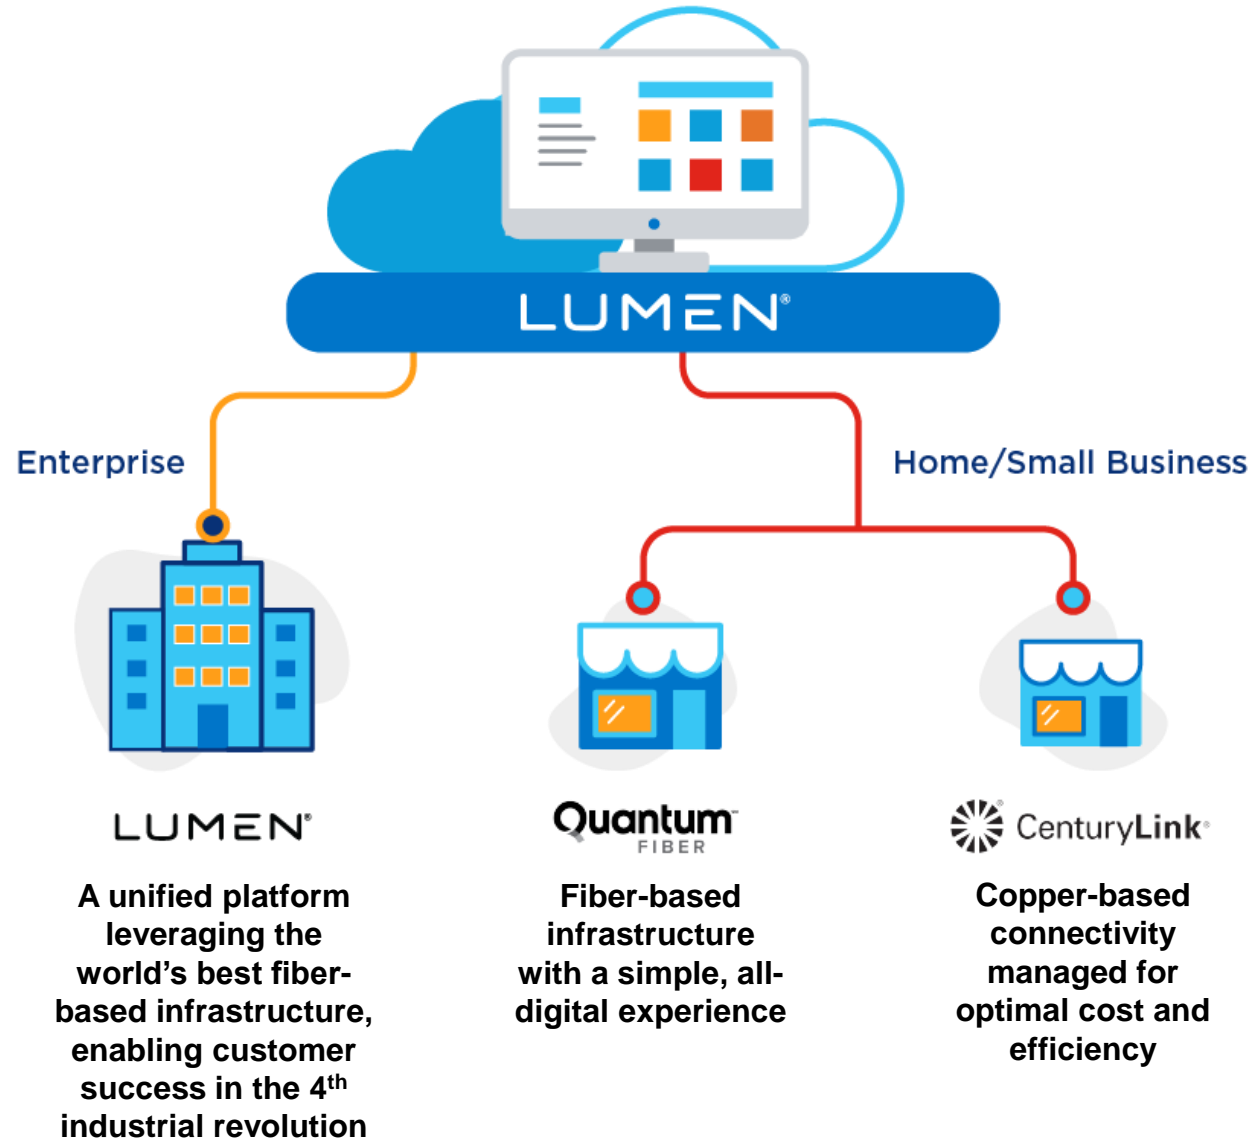 LUMEN®
Enterprise
Home/Small Business
LUMEN®
A unified platform
leveraging the
world’s best fiber-
based infrastructure,
enabling customer
success in the 4th
industrial revolution
Quantum™
FIBER
Fiber-based
infrastructure
with a simple, all-
digital experience
CenturyLink®
Copper-based
connectivity
managed for
optimal cost and
efficiency